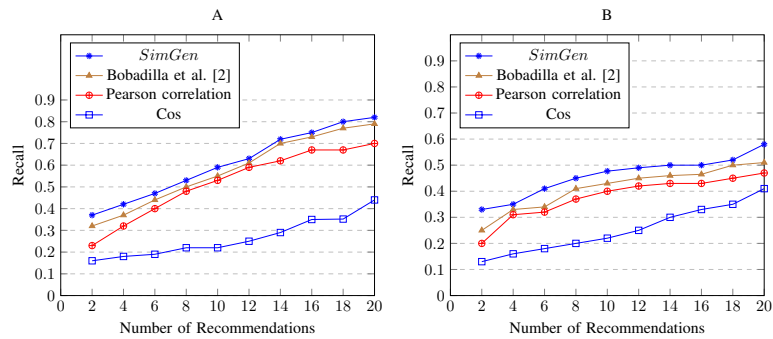 A
SimGen
Bobadilla et al. [2]
Pearson correlation
Cos
0.9
0.8
0.7
0.6
0.5
0.4
0.3
0.2
0.1
0
Recall
0 2 4 6 8 10 12 14 16 18 20
Number of Recommendations
B
SimGen
Bobadilla et al. [2]
Pearson correlation
Cos
0.9
0.8
0.7
0.6
0.5
0.4
0.3
0.2
0.1
0
Recall
0 2 4 6 8 10 12 14 16 18 20
Number of Recommendations